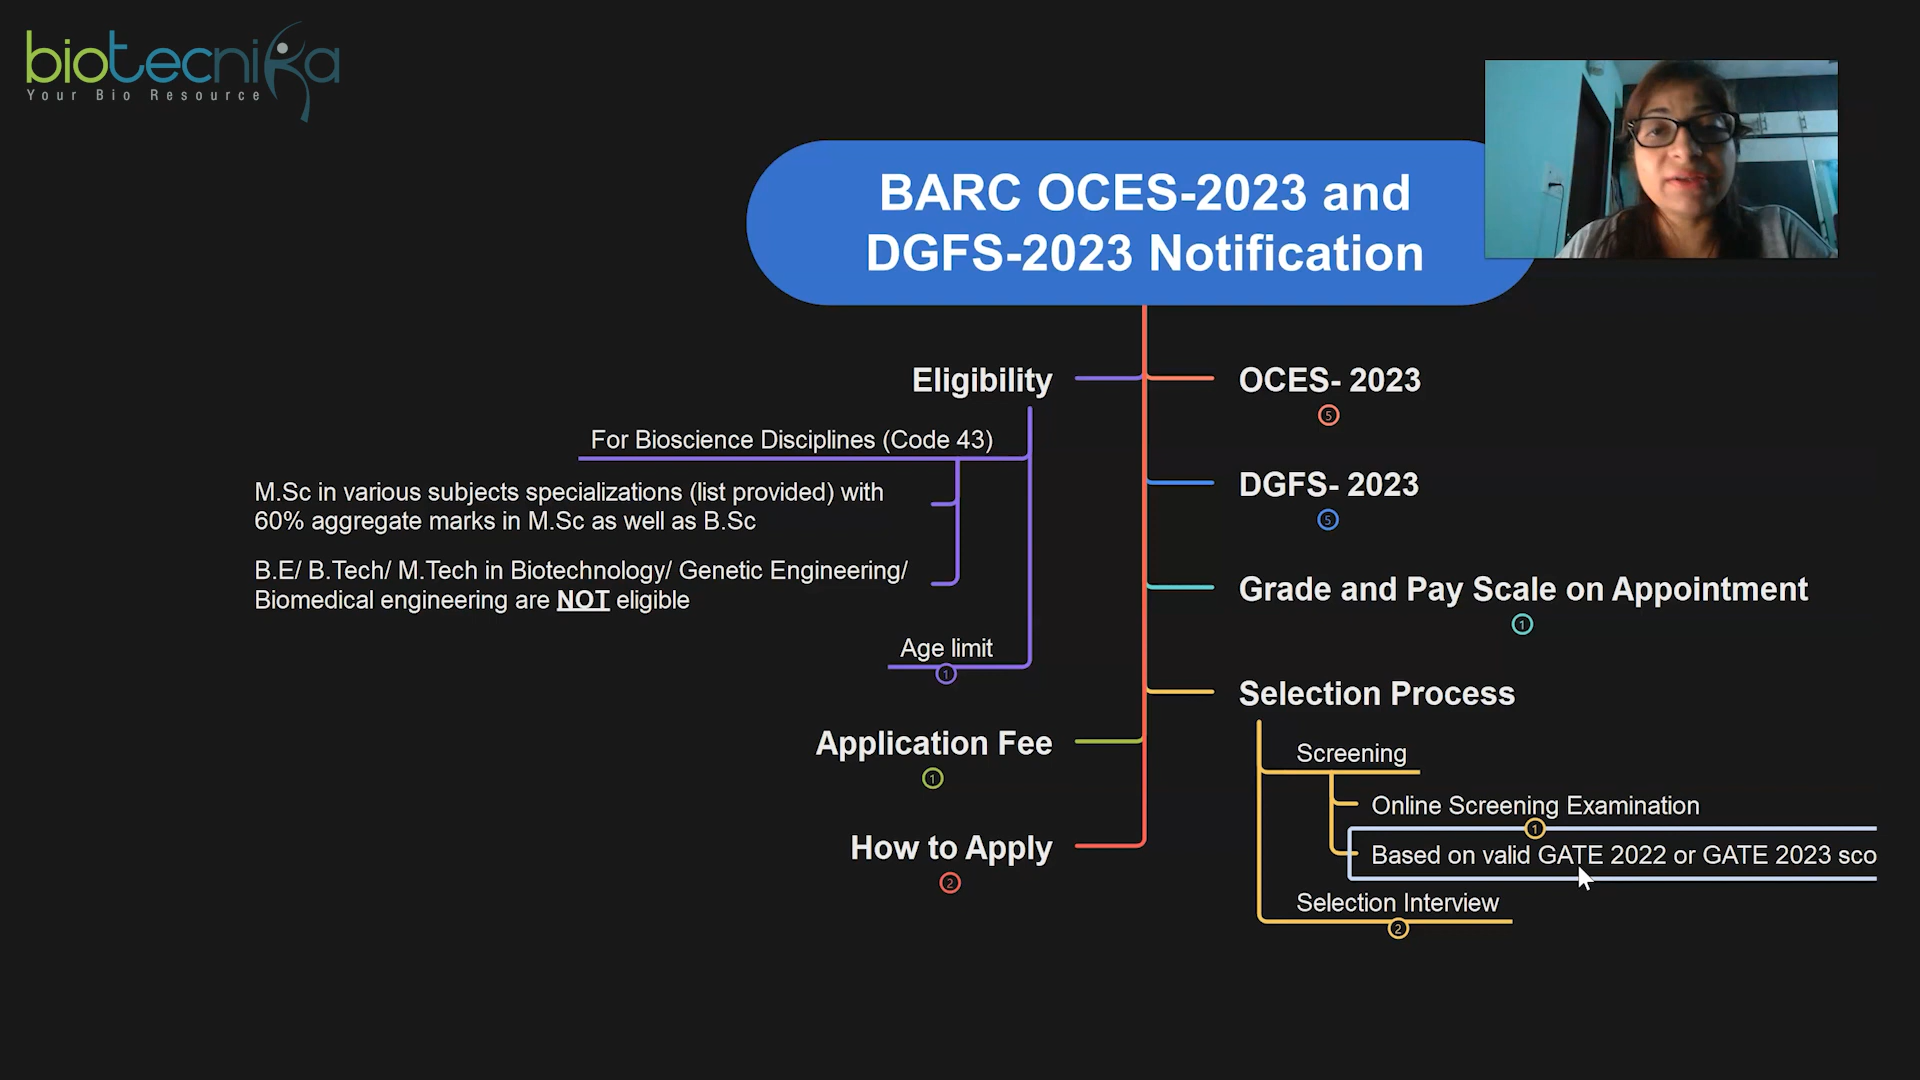 biotecnika
Your Bio Resource
BARC OCES-2023 and
DGFS-2023 Notification
Eligibility
For Bioscience Disciplines (Code 43)
M.Sc in various subjects specializations (list provided) with
60% aggregate marks in M.Sc as well as B.Sc
B.E/ B.Tech/ M.Tech in Biotechnology/ Genetic Engineering/
Biomedical engineering are NOT eligible
Age limit
1
Application Fee
1
How to Apply
2
OCES- 2023
5
DGFS- 2023
5
Grade and Pay Scale on Appointment
1
Selection Process
Screening
Online Screening Examination
1
Based on valid GATE 2022 or GATE 2023 sco
Selection Interview
2